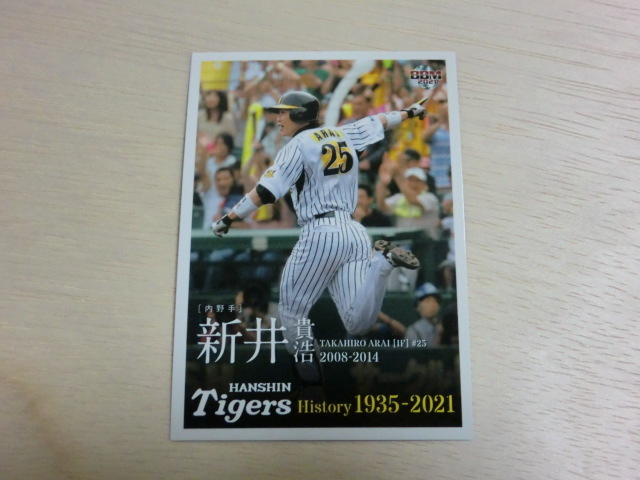 BBM
2021
ARAI
25
[内野手]
新井貴浩
TAKAHIRO ARAI [IF] #25
2008-2014
HANSHIN
Tigers History 1935-2021